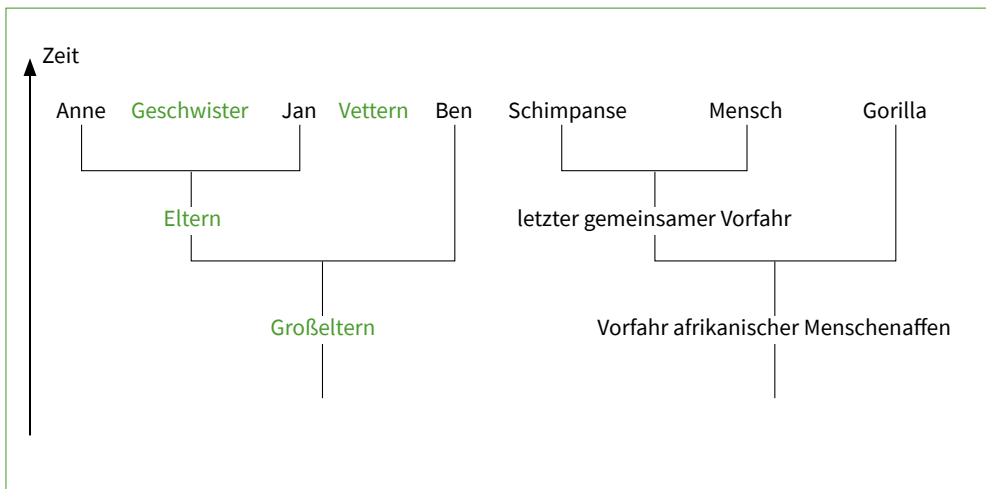 Zeit
Anne Geschwister Jan Vettern Ben Schimpanse Mensch Gorilla
Eltern letzter gemeinsamer Vorfahr
Großeltern Vorfahr afrikanischer Menschenaffen